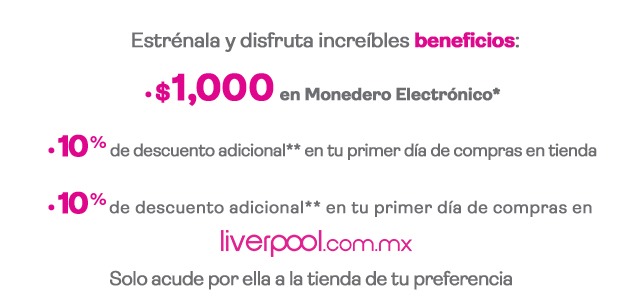 Estrénala y disfruta increíbles beneficios:
• $1,000 en Monedero Electrónico*
• 10% de descuento adicional** en tu primer día de compras en tienda
• 10% de descuento adicional** en tu primer día de compras en
liverpool.com.mx
Solo acude por ella a la tienda de tu preferencia